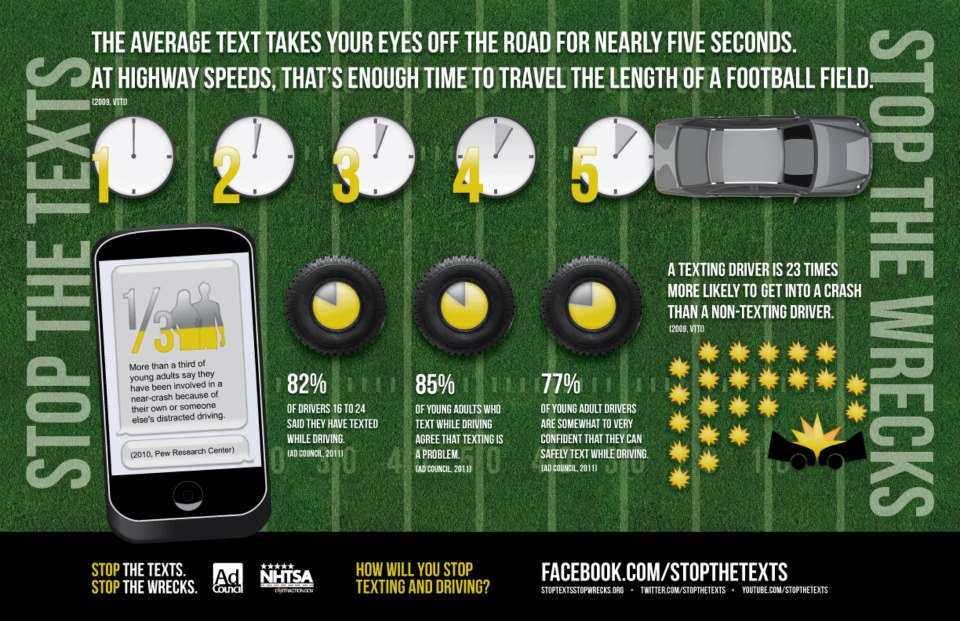 THE AVERAGE TEXT TAKES YOUR EYES OFF THE ROAD FOR NEARLY FIVE SECONDS.
AT HIGHWAY SPEEDS, THAT'S ENOUGH TIME TO TRAVEL THE LENGTH OF A FOOTBALL FIELD.
(2009, VTTI)
STOP THE TEXTS
STOP THE WRECKS
1 2 3 4 5
1/3
More than a third of
young adults say they
have been involved in a
near-crash because of
their own or someone
else's distracted driving.
(2010, Pew Research Center)
82%
OF DRIVERS 16 TO 24
SAID THEY HAVE TEXTED
WHILE DRIVING.
(AD COUNCIL, 2011)
85%
OF YOUNG ADULTS WHO
TEXT WHILE DRIVING
AGREE THAT TEXTING IS
A PROBLEM.
(AD COUNCIL, 2011)
77%
OF YOUNG ADULT DRIVERS
ARE SOMEWHAT TO VERY
CONFIDENT THAT THEY CAN
SAFELY TEXT WHILE DRIVING.
(AD COUNCIL, 2011)
A TEXTING DRIVER IS 23 TIMES
MORE LIKELY TO GET INTO A CRASH
THAN A NON-TEXTING DRIVER.
(2009, VTTI)
STOP THE TEXTS.
STOP THE WRECKS.
Ad
Council
NHTSA
distraction.gov
HOW WILL YOU STOP
TEXTING AND DRIVING?
FACEBOOK.COM/STOPTHETEXTS
STOPTEXTSSTOPWRECKS.ORG • TWITTER.COM/STOPTHETEXTS • YOUTUBE.COM/STOPTHETEXTS